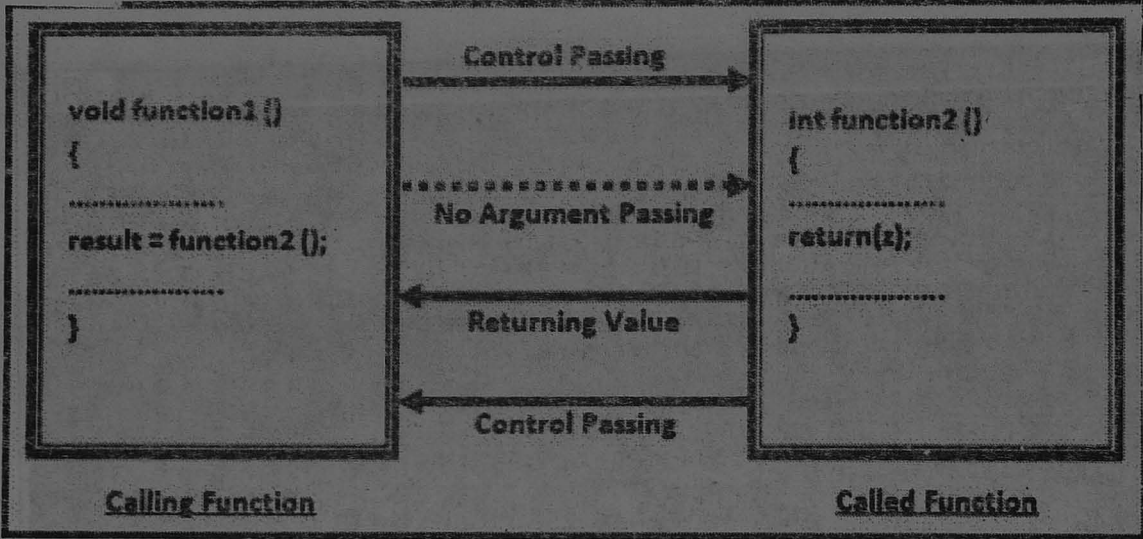 void function1 ()
{
....................
result = function2 ();
....................
}
Control Passing
No Argument Passing
Returning Value
Control Passing
int function2 ()
{
....................
return(z);
....................
}
Calling Function
Called Function